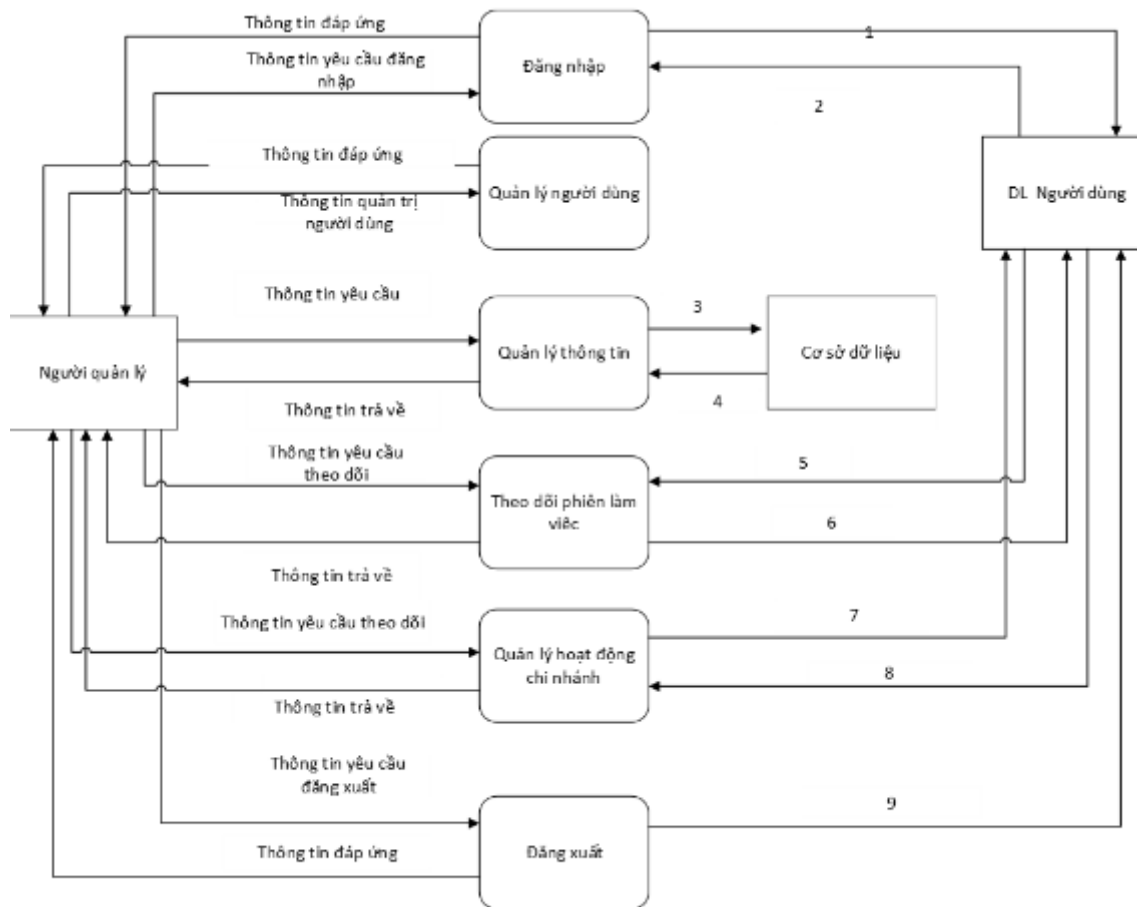 Thông tin đáp ứng
1
Thông tin yêu cầu đăng
nhập
Đăng nhập
2
Thông tin đáp ứng
Quản lý người dùng
DL Người dùng
Thông tin quản trị
người dùng
Thông tin yêu cầu
3
Người quản lý
Quản lý thông tin
Cơ sở dữ liệu
4
Thông tin trả về
Thông tin yêu cầu
theo dõi
5
Theo dõi phiên làm
viêc
6
Thông tin trả về
Thông tin yêu cầu theo dõi
7
Quản lý hoạt động
chi nhánh
8
Thông tin trả về
Thông tin yêu cầu
đăng xuất
9
Thông tin đáp ứng
Đăng xuất